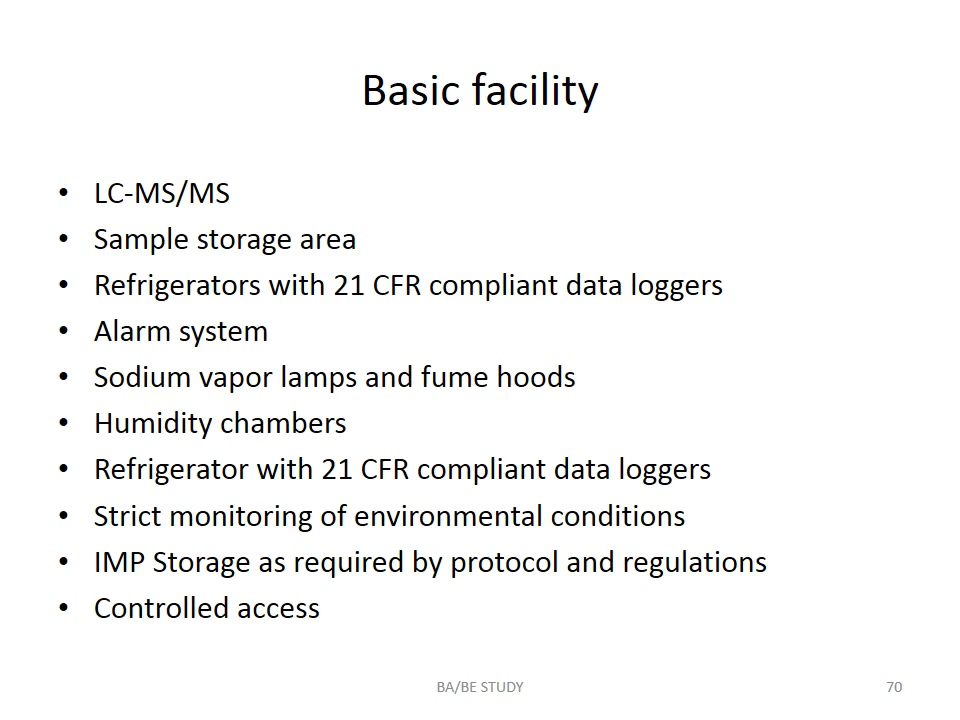 Basic facility
• LC-MS/MS
• Sample storage area
• Refrigerators with 21 CFR compliant data loggers
• Alarm system
• Sodium vapor lamps and fume hoods
• Humidity chambers
• Refrigerator with 21 CFR compliant data loggers
• Strict monitoring of environmental conditions
• IMP Storage as required by protocol and regulations
• Controlled access
BA/BE STUDY
70